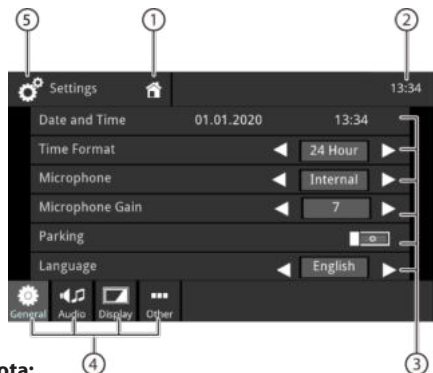 5 1 2
Settings 13:34
Date and Time 01.01.2020 13:34
Time Format 24 Hour
Microphone Internal
Microphone Gain 7
Parking
Language English
General Audio Display Other
4 3
ota: